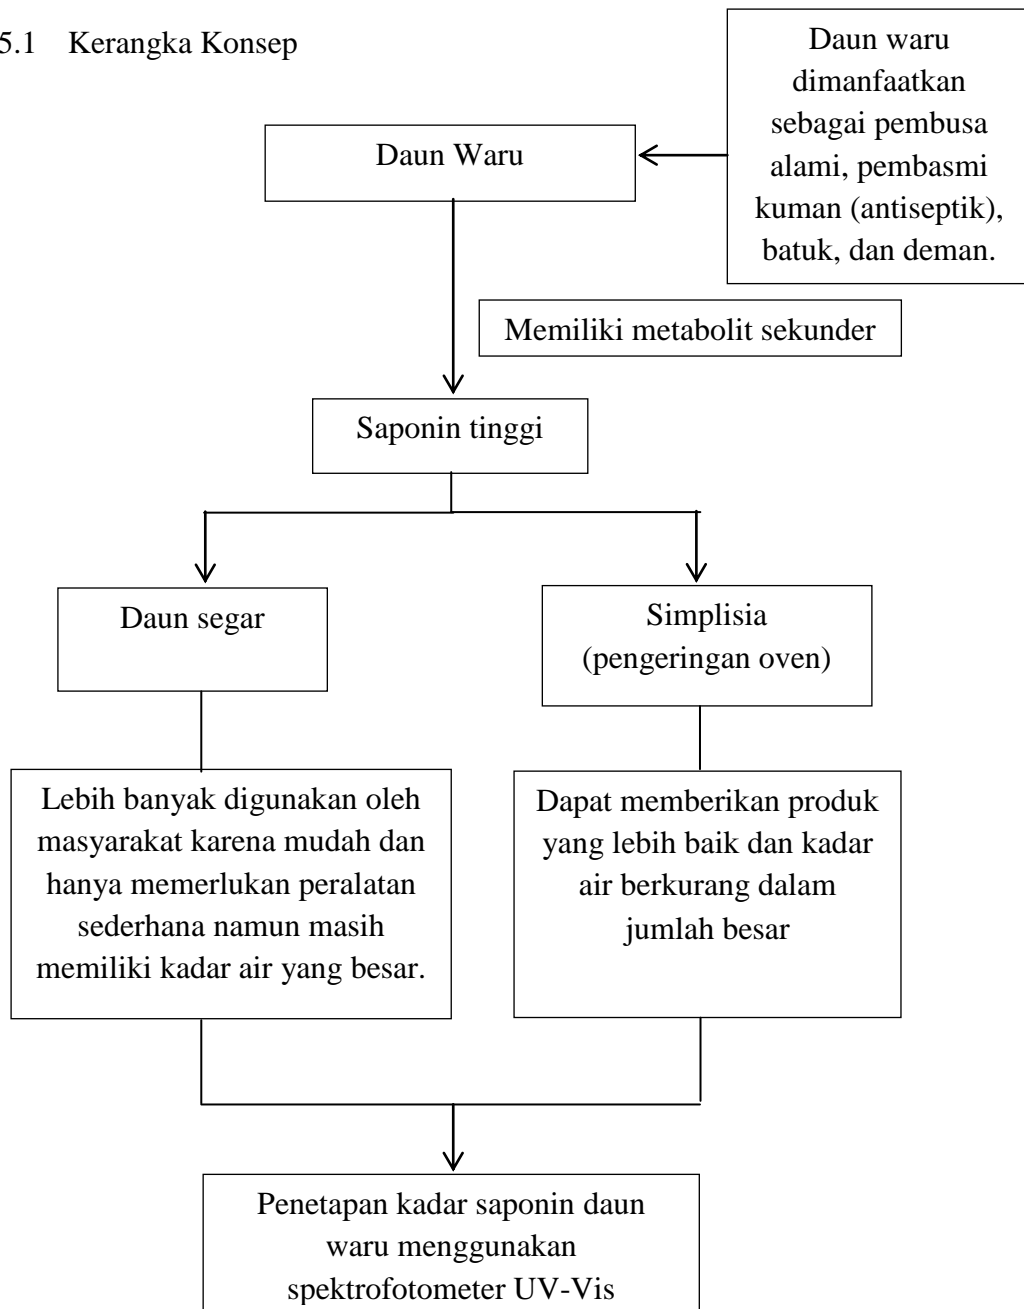 5.1 Kerangka Konsep
Daun waru
dimanfaatkan
sebagai pembusa
alami, pembasmi
kuman (antiseptik),
batuk, dan deman.
Daun Waru
Memiliki metabolit sekunder
Saponin tinggi
Daun segar
Simplisia
(pengeringan oven)
Lebih banyak digunakan oleh
masyarakat karena mudah dan
hanya memerlukan peralatan
sederhana namun masih
memiliki kadar air yang besar.
Dapat memberikan produk
yang lebih baik dan kadar
air berkurang dalam
jumlah besar
Penetapan kadar saponin daun
waru menggunakan
spektrofotometer UV-Vis